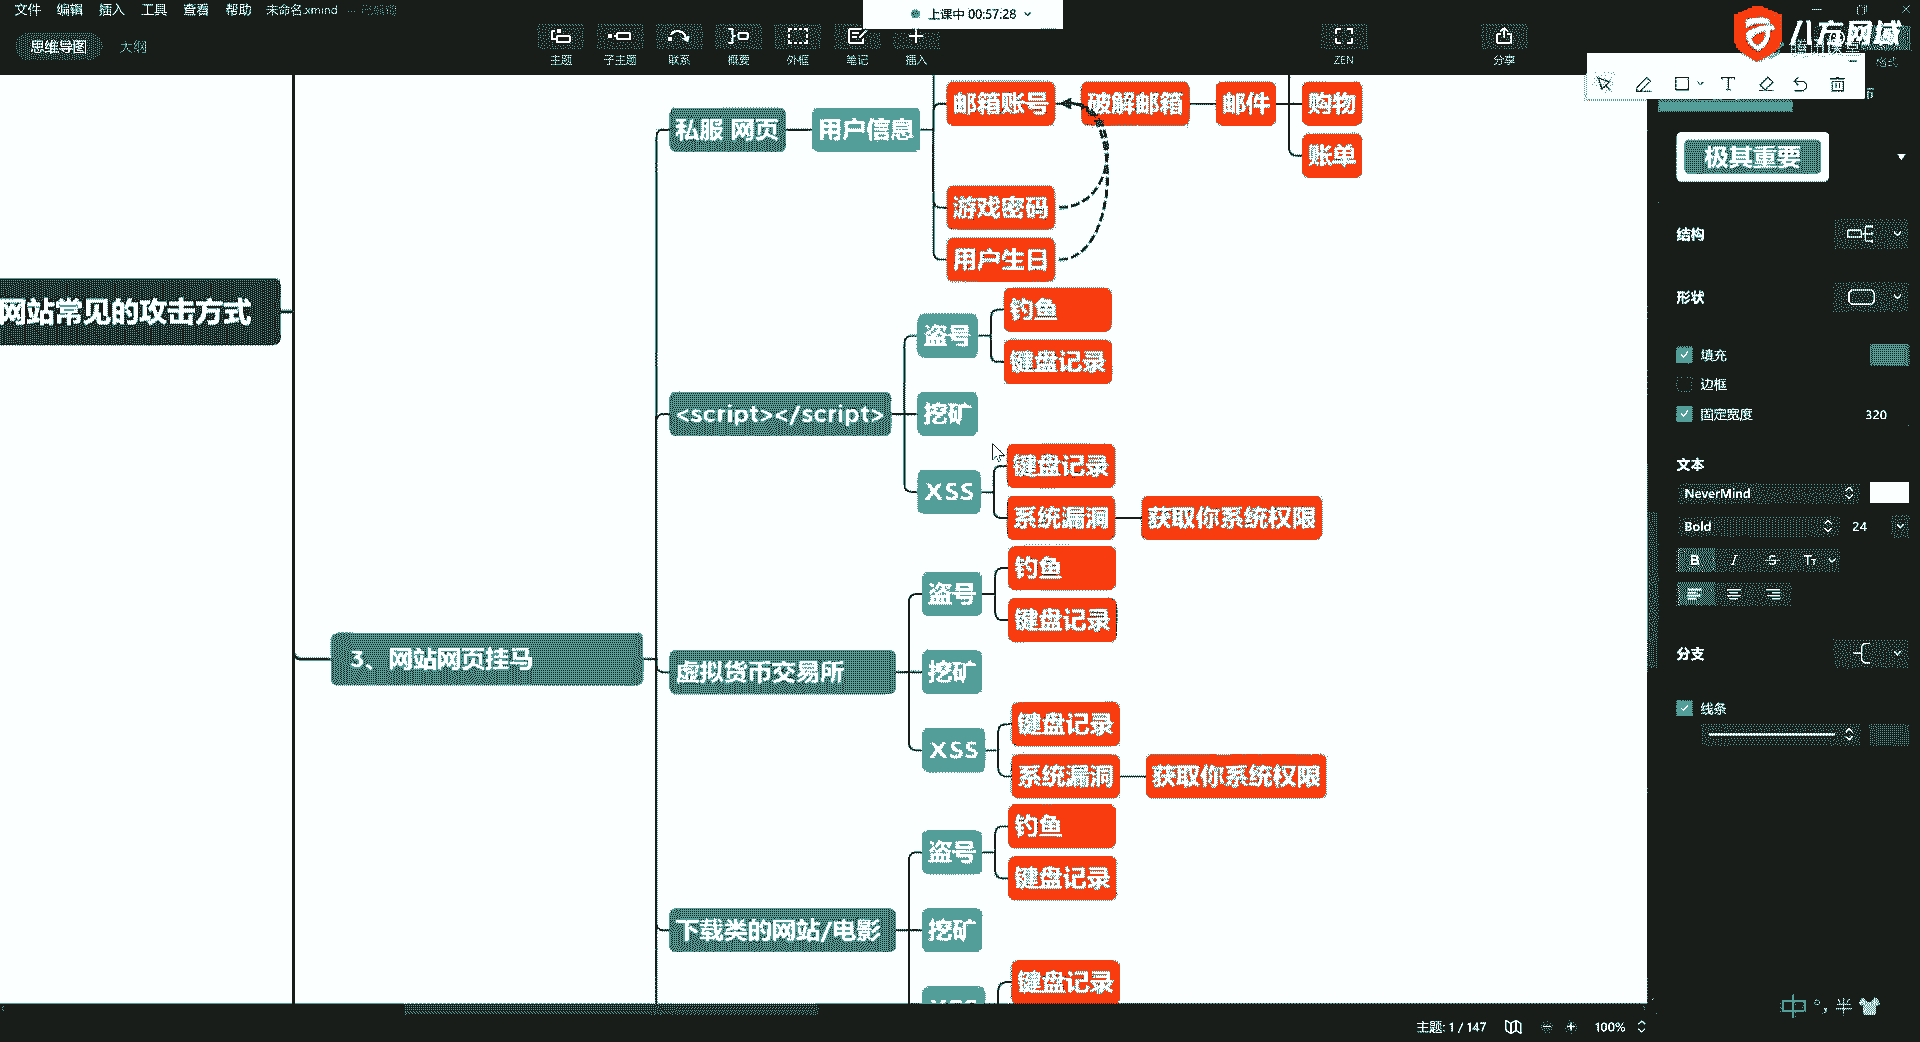 文件 编辑 插入 工具 查看 帮助 未命名.xmind
上课中 00:57:28
八方网域
思维导图 大纲
主题 子主题 联系 概要 外框 笔记 插入 ZEN 分享
邮箱账号 破解邮箱 邮件 购物
私服 网页 用户信息
账单
游戏密码
用户生日
网站常见的攻击方式
钓鱼
盗号
键盘记录
<script></script> 挖矿
键盘记录
XSS
系统漏洞 获取你系统权限
钓鱼
盗号
键盘记录
3、网站网页挂马
虚拟货币交易所 挖矿
键盘记录
XSS
系统漏洞 获取你系统权限
钓鱼
盗号
键盘记录
下载类的网站/电影 挖矿
键盘记录
XSS
极其重要
结构
形状
填充
边框
固定宽度 320
文本
NeverMind
Bold 24
B I S Tт
分支
线条
中 °, 半
主题: 1 / 147 100%